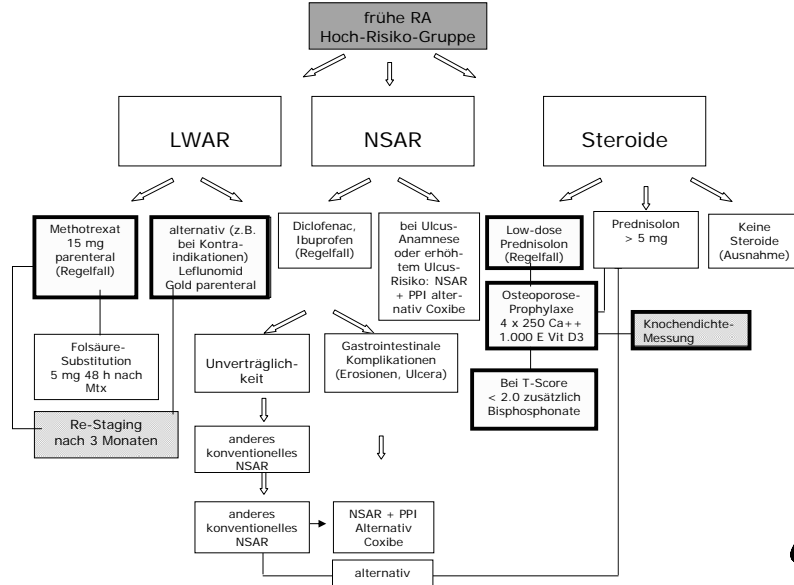 frühe RA
Hoch-Risiko-Gruppe
LWAR
NSAR
Steroide
Methotrexat
15 mg
parenteral
(Regelfall)
alternativ (z.B.
bei Kontra-
indikationen)
Leflunomid
Gold parenteral
Diclofenac,
Ibuprofen
(Regelfall)
bei Ulcus-
Anamnese
oder erhöh-
tem Ulcus-
Risiko: NSAR
+ PPI alter-
nativ Coxibe
Low-dose
Prednisolon
(Regelfall)
Prednisolon
> 5 mg
Keine
Steroide
(Ausnahme)
Folsäure-
Substitution
5 mg 48 h nach
Mtx
Unverträglich-
keit
Gastrointestinale
Komplikationen
(Erosionen, Ulcera)
Osteoporose-
Prophylaxe
4 x 250 Ca++
1.000 E Vit D3
Knochendichte-
Messung
Re-Staging
nach 3 Monaten
Bei T-Score
< 2.0 zusätzlich
Bisphosphonate
anderes
konventionelles
NSAR
anderes
konventionelles
NSAR
NSAR + PPI
Alternativ
Coxibe
alternativ